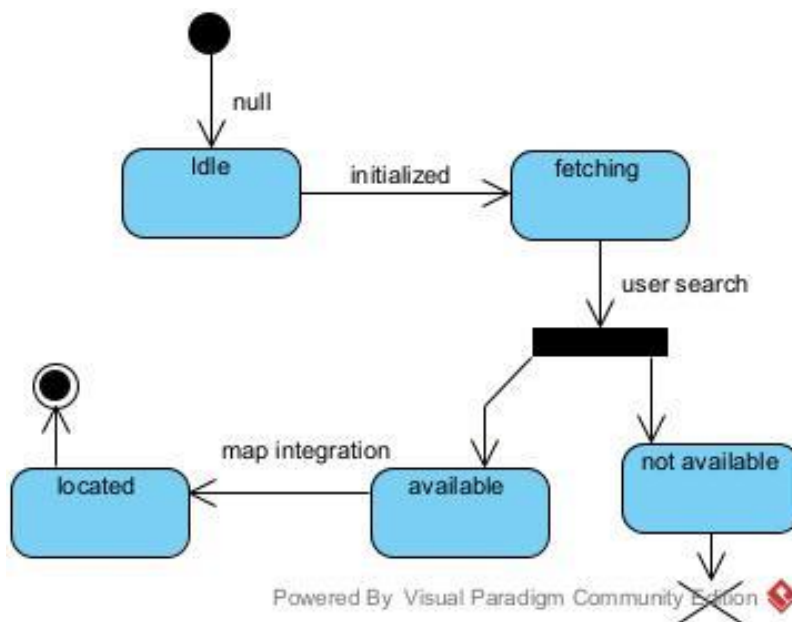 null
Idle
initialized
fetching
user search
map integration
located
available
not available
Powered By Visual Paradigm Community Edition